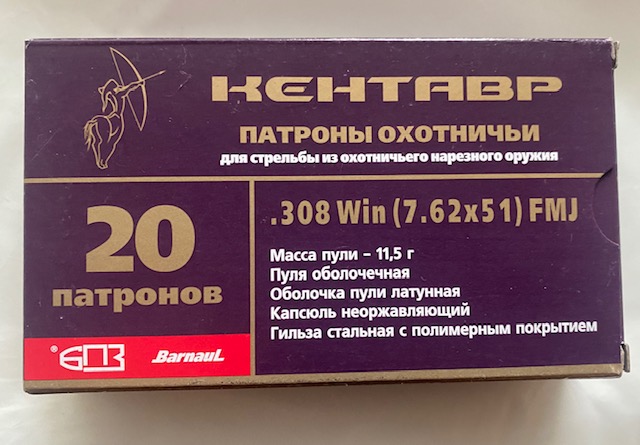 КЕНТАВР
ПАТРОНЫ ОХОТНИЧЬИ
для стрельбы из охотничьего нарезного оружия
20
патронов
.308 Win (7.62x51) FMJ
Масса пули – 11,5 г
Пуля оболочечная
Оболочка пули латунная
Капсюль неоржавляющий
Гильза стальная с полимерным покрытием
® БПЗ
Barnaul